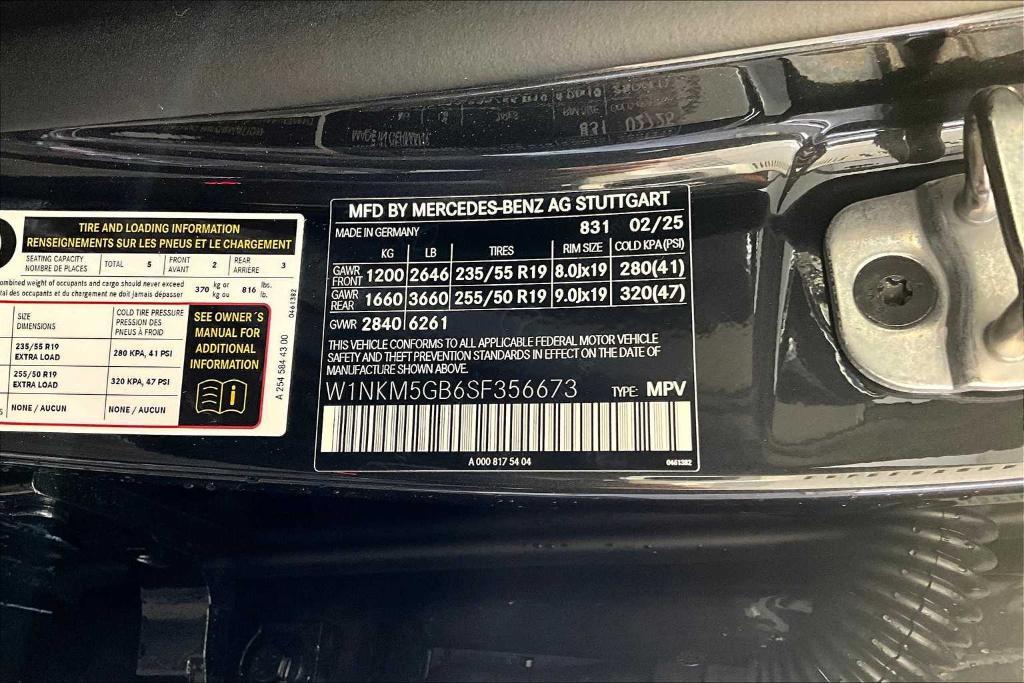 TIRE AND LOADING INFORMATION
RENSEIGNEMENTS SUR LES PNEUS ET LE CHARGEMENT
SEATING CAPACITY
NOMBRE DE PLACES
TOTAL 5
FRONT
AVANT
2
REAR
ARRIÈRE
3
combined weight of occupants and cargo should never exceed
des occupants et du chargement ne doit jamais dépasser
370 kg or
kg ou
816 lbs.
lb.
SIZE
DIMENSIONS
COLD TIRE PRESSURE
PRESSION DES
PNEUS À FROID
235/55 R19
EXTRA LOAD
280 KPA, 41 PSI
255/50 R19
EXTRA LOAD
320 KPA, 47 PSI
NONE / AUCUN
NONE / AUCUN
SEE OWNER´S
MANUAL FOR
ADDITIONAL
INFORMATION
0461382
A 254 584 43 00
MFD BY MERCEDES-BENZ AG STUTTGART
MADE IN GERMANY 831 02/25
KG LB TIRES RIM SIZE COLD KPA(PSI)
GAWR
FRONT
1200 2646 235/55 R19 8.0Jx19 280(41)
GAWR
REAR
1660 3660 255/50 R19 9.0Jx19 320(47)
GWR 2840 6261
THIS VEHICLE CONFORMS TO ALL APPLICABLE FEDERAL MOTOR VEHICLE
SAFETY AND THEFT PREVENTION STANDARDS IN EFFECT ON THE DATE OF
MANUFACTURE SHOWN ABOVE.
W1NKM5GB6SF356673 TYPE: MPV
A 000 817 54 04
0461382